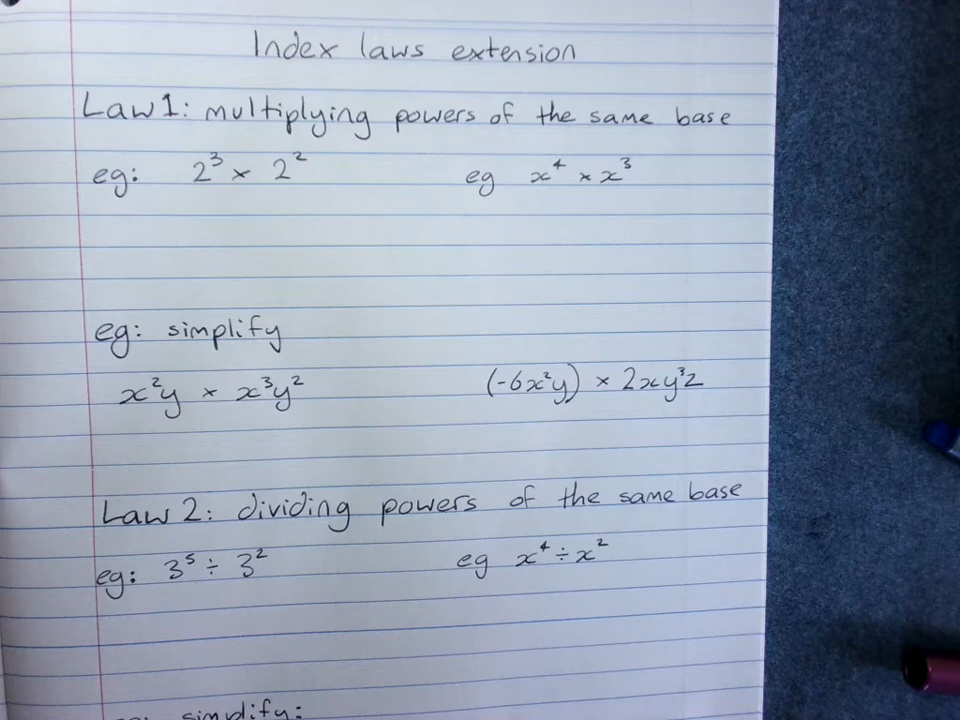 Index laws extension
Law 1: multiplying powers of the same base
eg: 2³ × 2² eg x⁴ × x³
eg: simplify
x²y × x³y² (-6x²y) × 2xy³z
Law 2: dividing powers of the same base
eg: 3⁵ ÷ 3² eg x⁴ ÷ x²
simplify: